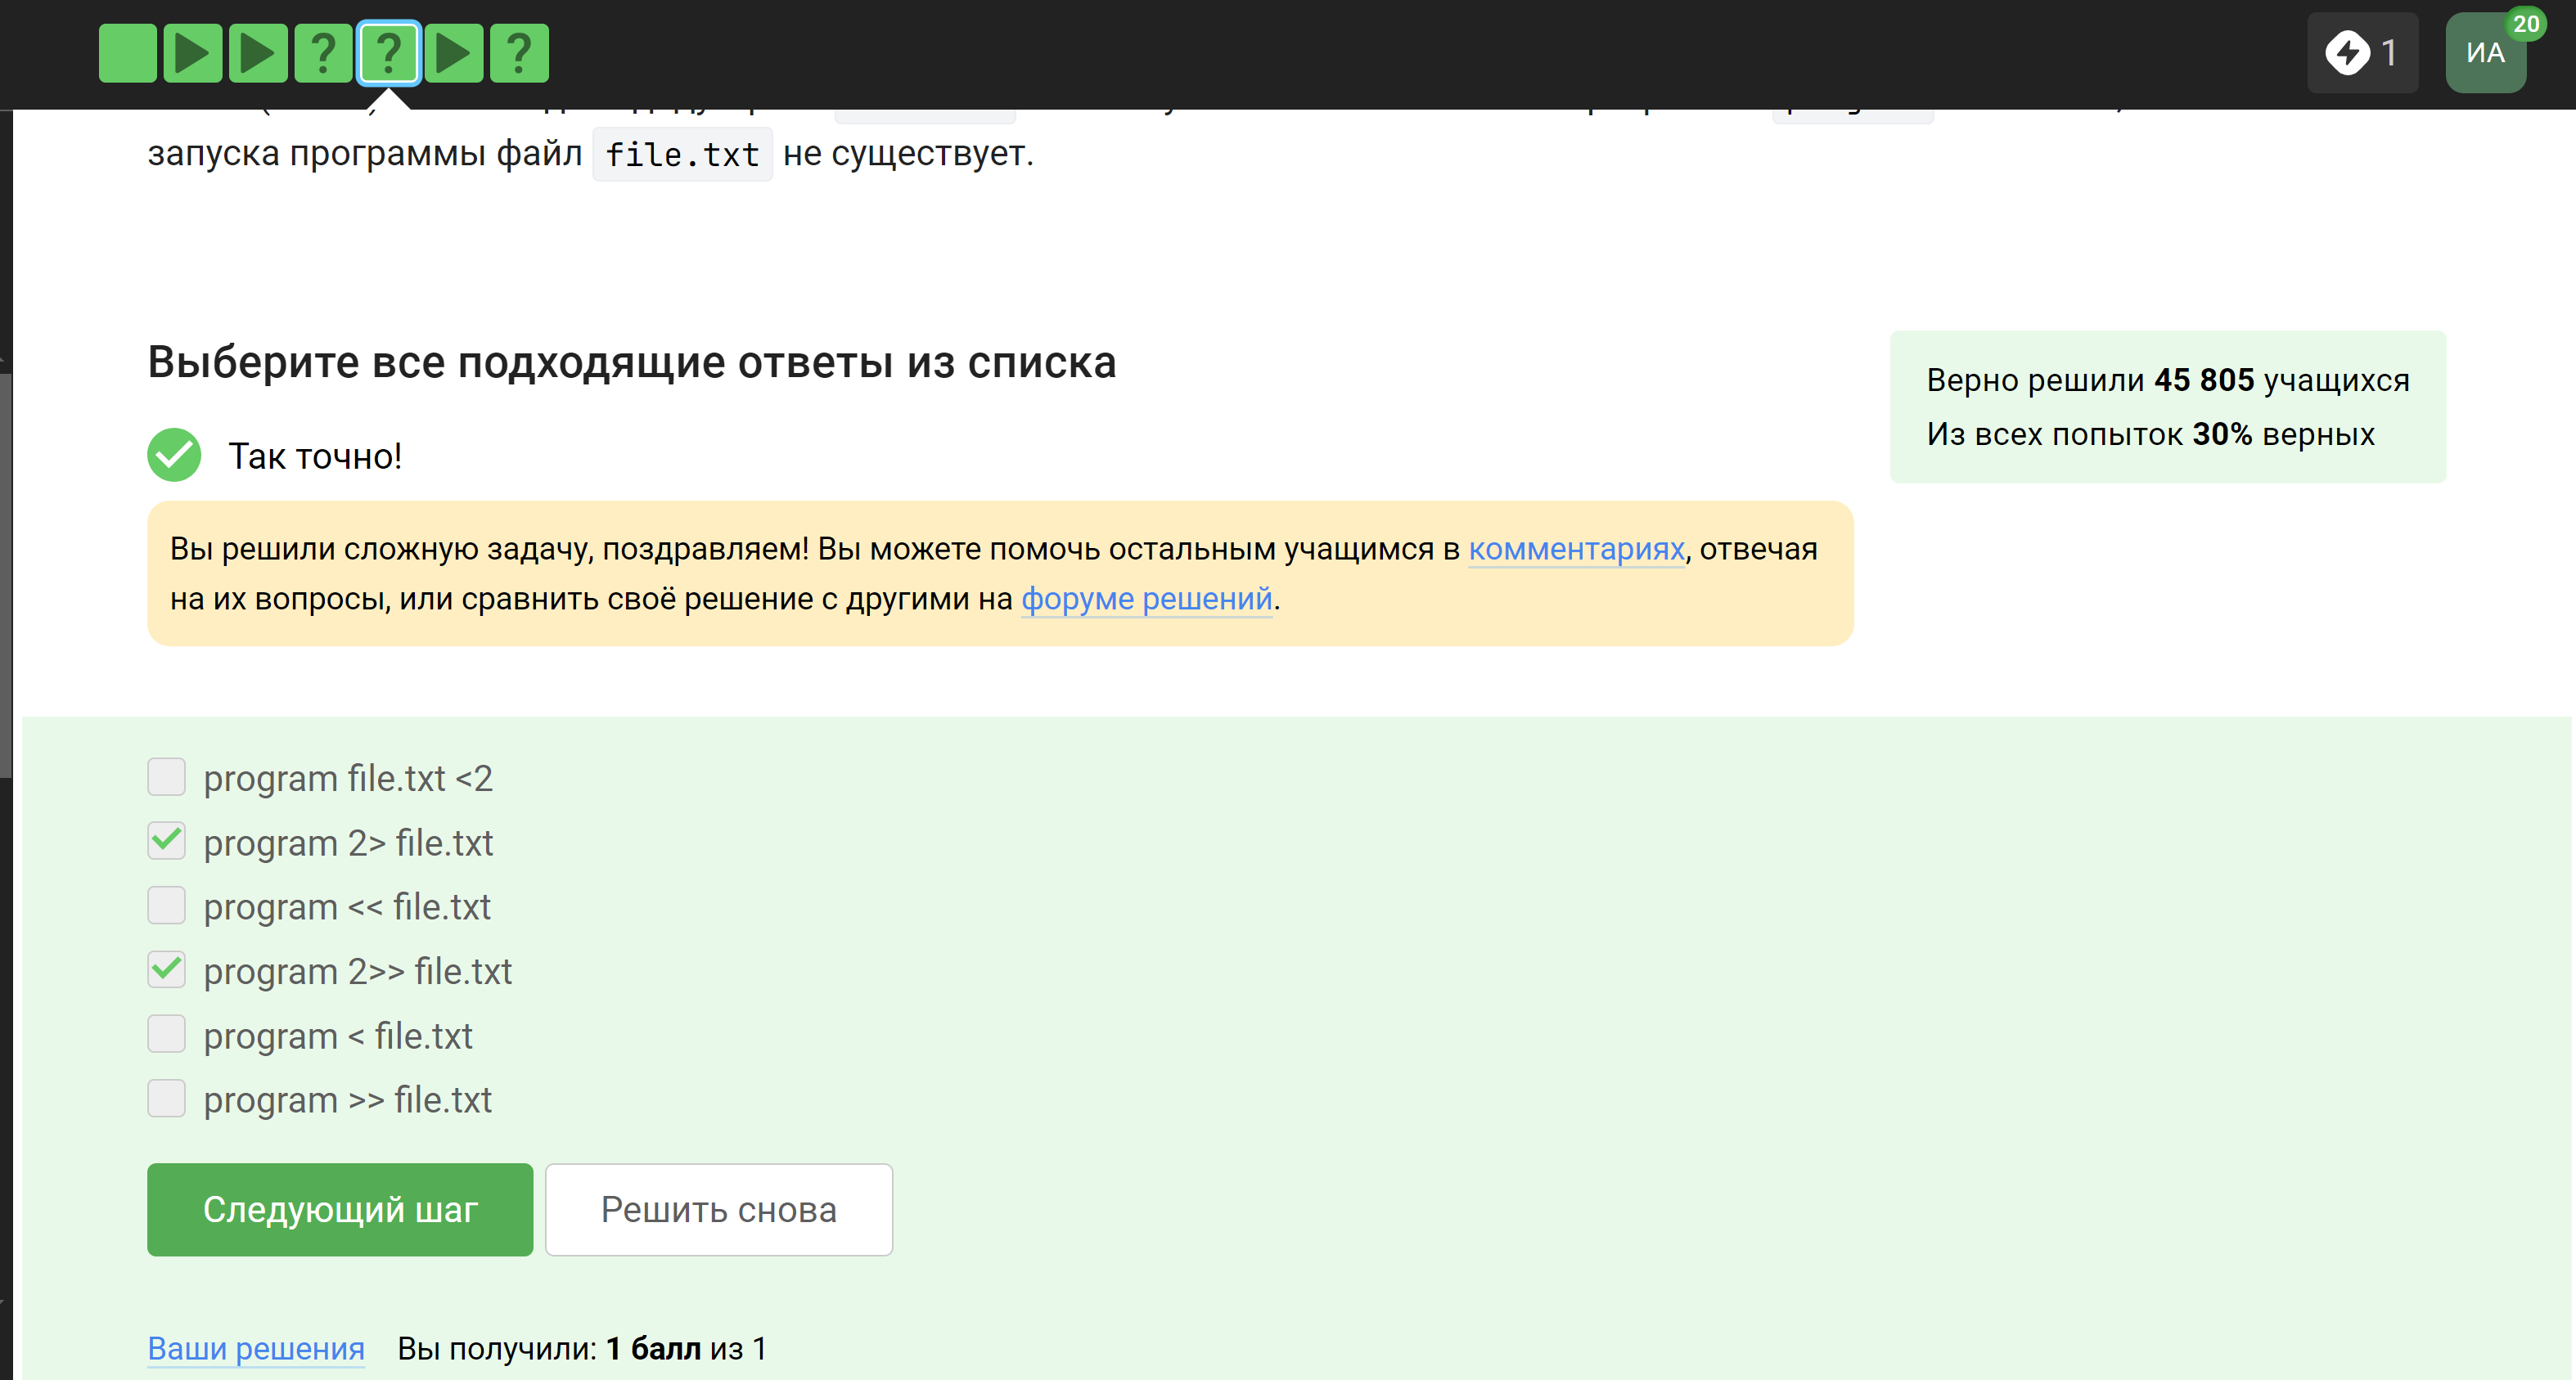 ? ? ?
1
ИА
20
запуска программы файл file.txt не существует.
Выберите все подходящие ответы из списка
Верно решили 45 805 учащихся
Из всех попыток 30% верных
Так точно!
Вы решили сложную задачу, поздравляем! Вы можете помочь остальным учащимся в комментариях, отвечая
на их вопросы, или сравнить своё решение с другими на форуме решений.
program file.txt <2
program 2> file.txt
program << file.txt
program 2>> file.txt
program < file.txt
program >> file.txt
Следующий шаг
Решить снова
Ваши решения Вы получили: 1 балл из 1